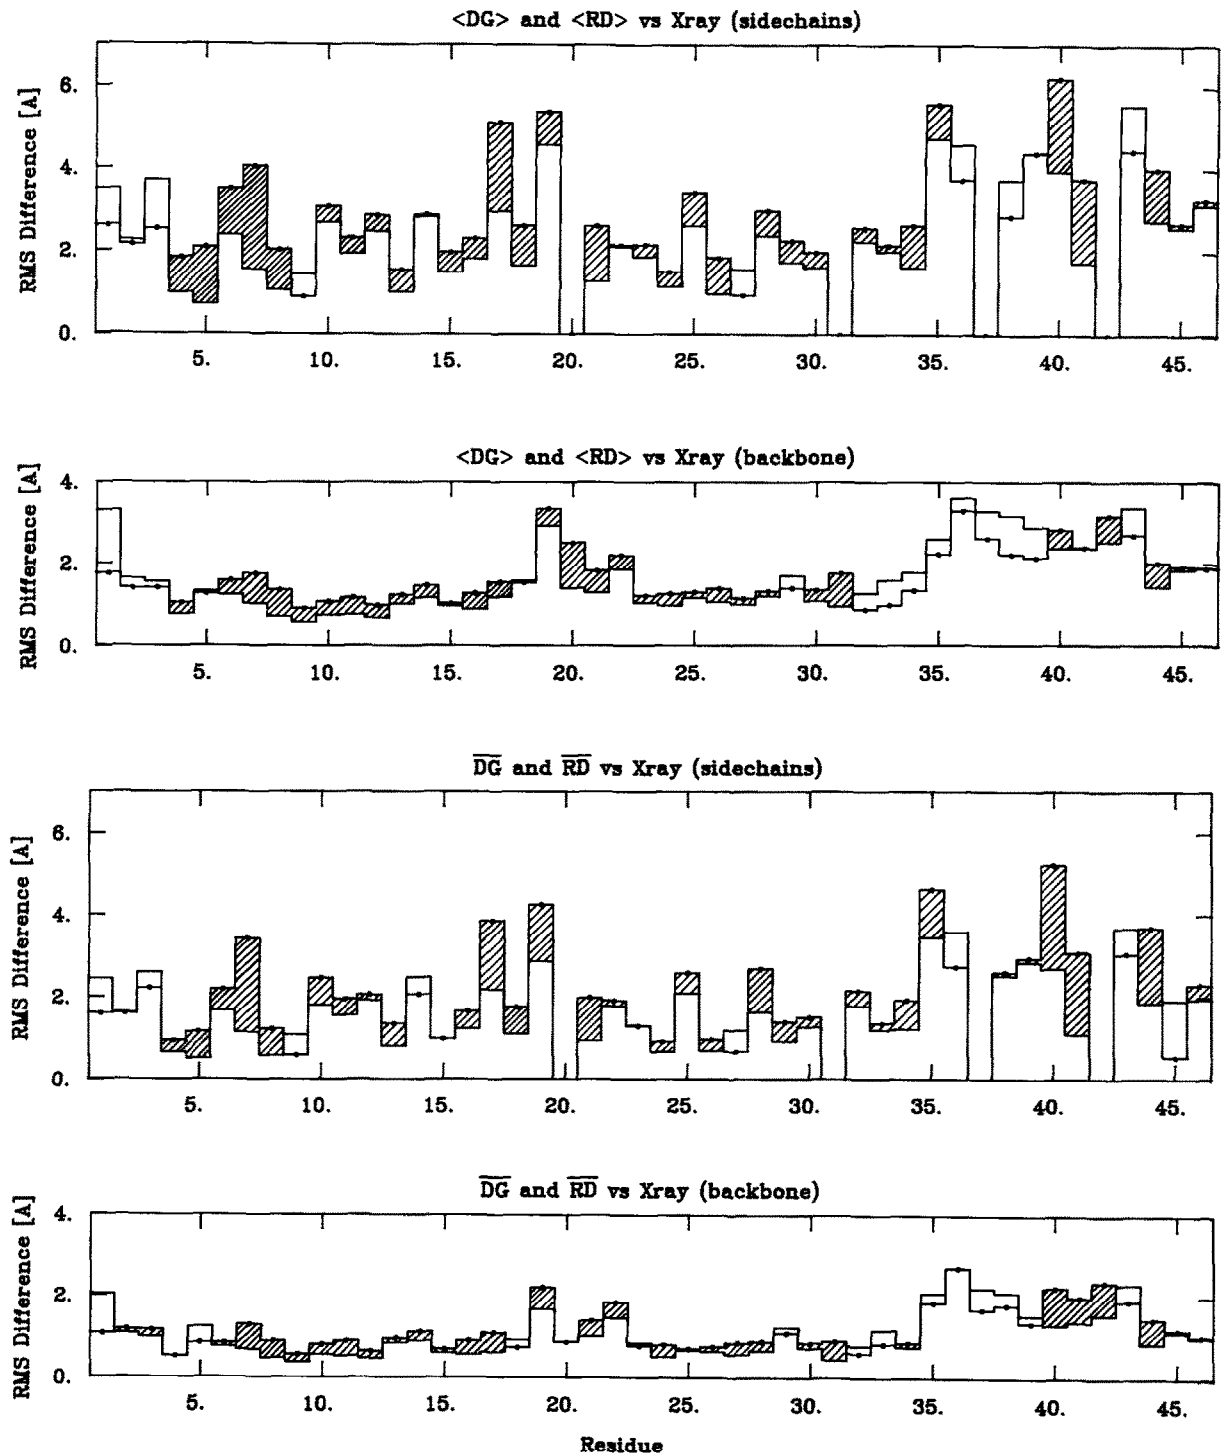 <DG> and <RD> vs Xray (sidechains)
RMS Difference [A]
6.
4.
2.
0.
5. 10. 15. 20. 25. 30. 35. 40. 45.
<DG> and <RD> vs Xray (backbone)
RMS Difference [A]
4.
2.
0.
5. 10. 15. 20. 25. 30. 35. 40. 45.
D̅G̅ and R̅D̅ vs Xray (sidechains)
RMS Difference [A]
6.
4.
2.
0.
5. 10. 15. 20. 25. 30. 35. 40. 45.
D̅G̅ and R̅D̅ vs Xray (backbone)
RMS Difference [A]
4.
2.
0.
5. 10. 15. 20. 25. 30. 35. 40. 45.
Residue